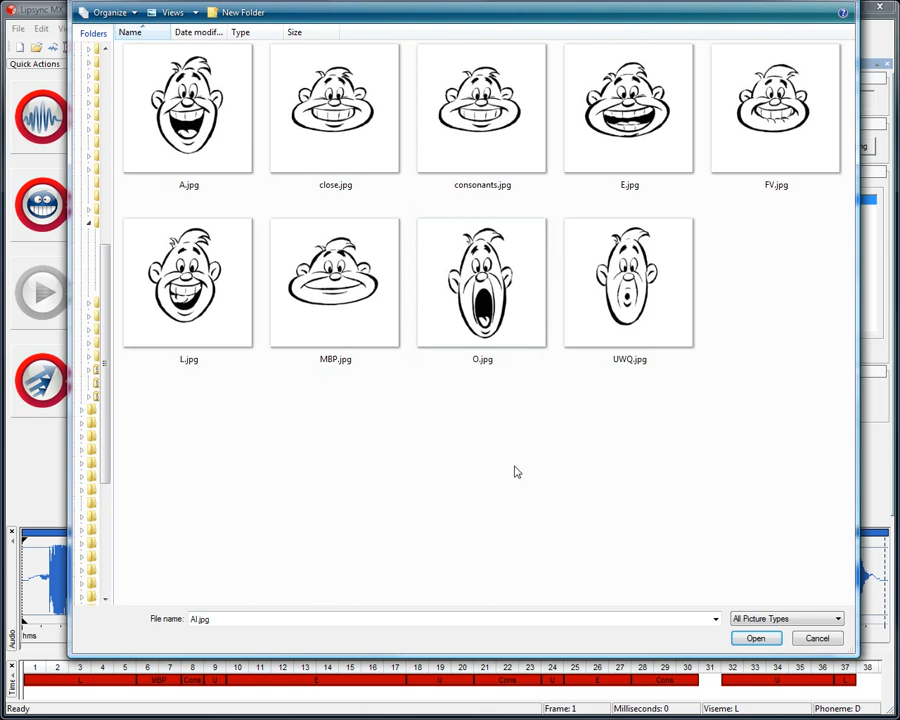 Lipsync MX
File Edit
Quick Actions
Organize Views New Folder
Folders Name Date modif... Type Size
A.jpg close.jpg consonants.jpg E.jpg FV.jpg
L.jpg MBP.jpg O.jpg UWQ.jpg
File name: AI.jpg All Picture Types
Open Cancel
Audio
hms
1 2 3 4 5 6 7 8 9 10 11 12 13 14 15 16 17 18 19 20 21 22 23 24 25 26 27 28 29 30 31 32 33 34 35 36 37 38
L MBP Cons U E U Cons U E Cons U L
Ready Frame: 1 Milliseconds: 0 Viseme: L Phoneme: D